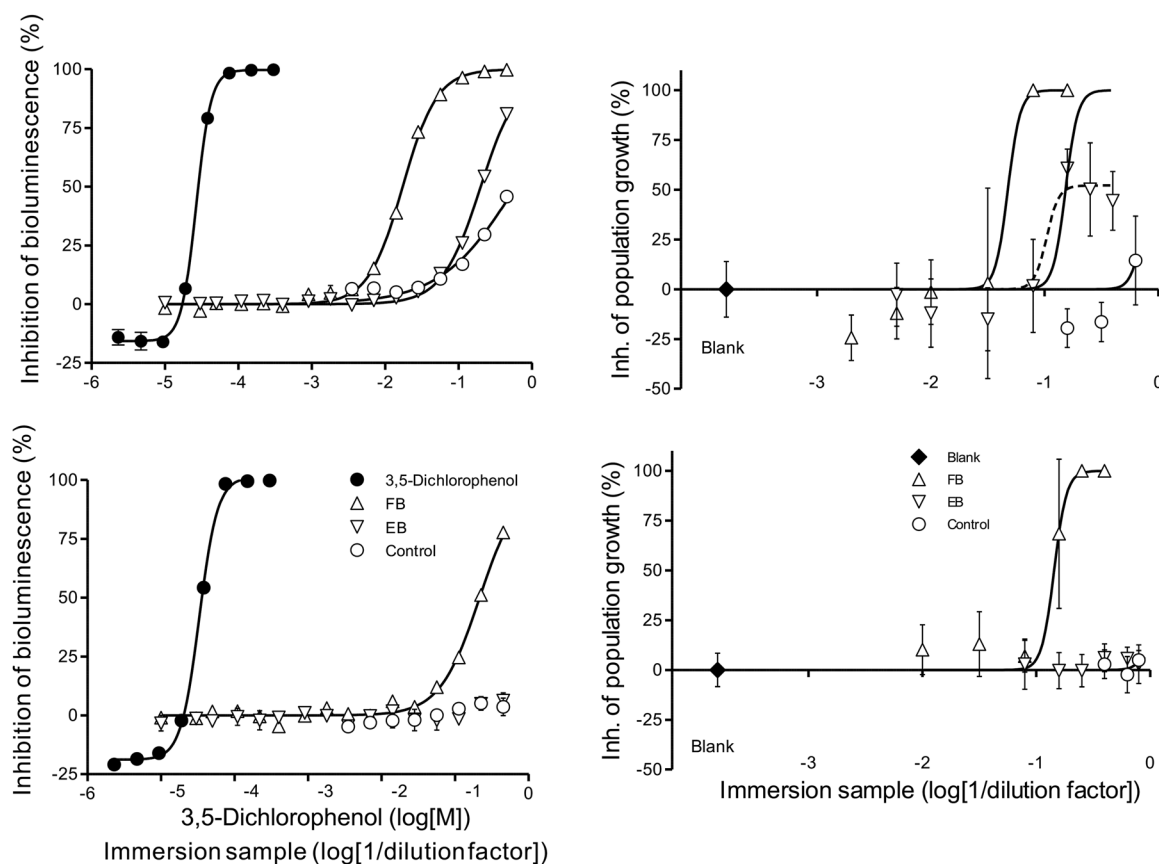 Inhibition of bioluminescence (%)
100
75
50
25
0
-25
-6
-5
-4
-3
-2
-1
0
Inh. of population growth (%)
100
75
50
25
0
-25
-50
Blank
-3
-2
-1
0
Inhibition of bioluminescence (%)
100
75
50
25
0
-25
3,5-Dichlorophenol
FB
EB
Control
-6
-5
-4
-3
-2
-1
0
3,5-Dichlorophenol (log[M])
Immersion sample (log[1/dilution factor])
Inh. of population growth (%)
100
75
50
25
0
-25
-50
Blank
FB
EB
Control
Blank
-3
-2
-1
0
Immersion sample (log[1/dilution factor])